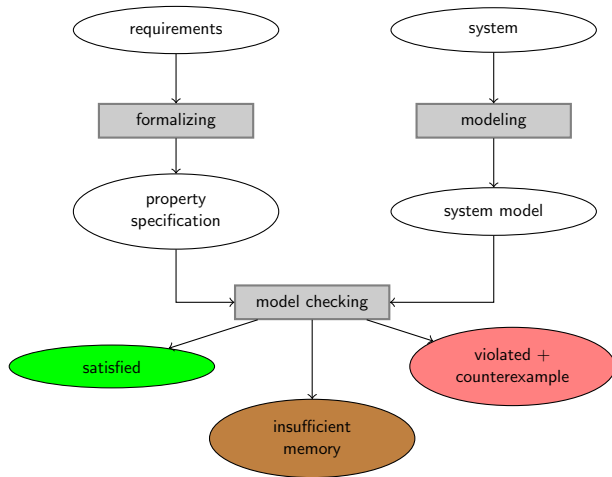 requirements
system
formalizing
modeling
property
specification
system model
model checking
satisfied
violated +
counterexample
insufficient
memory